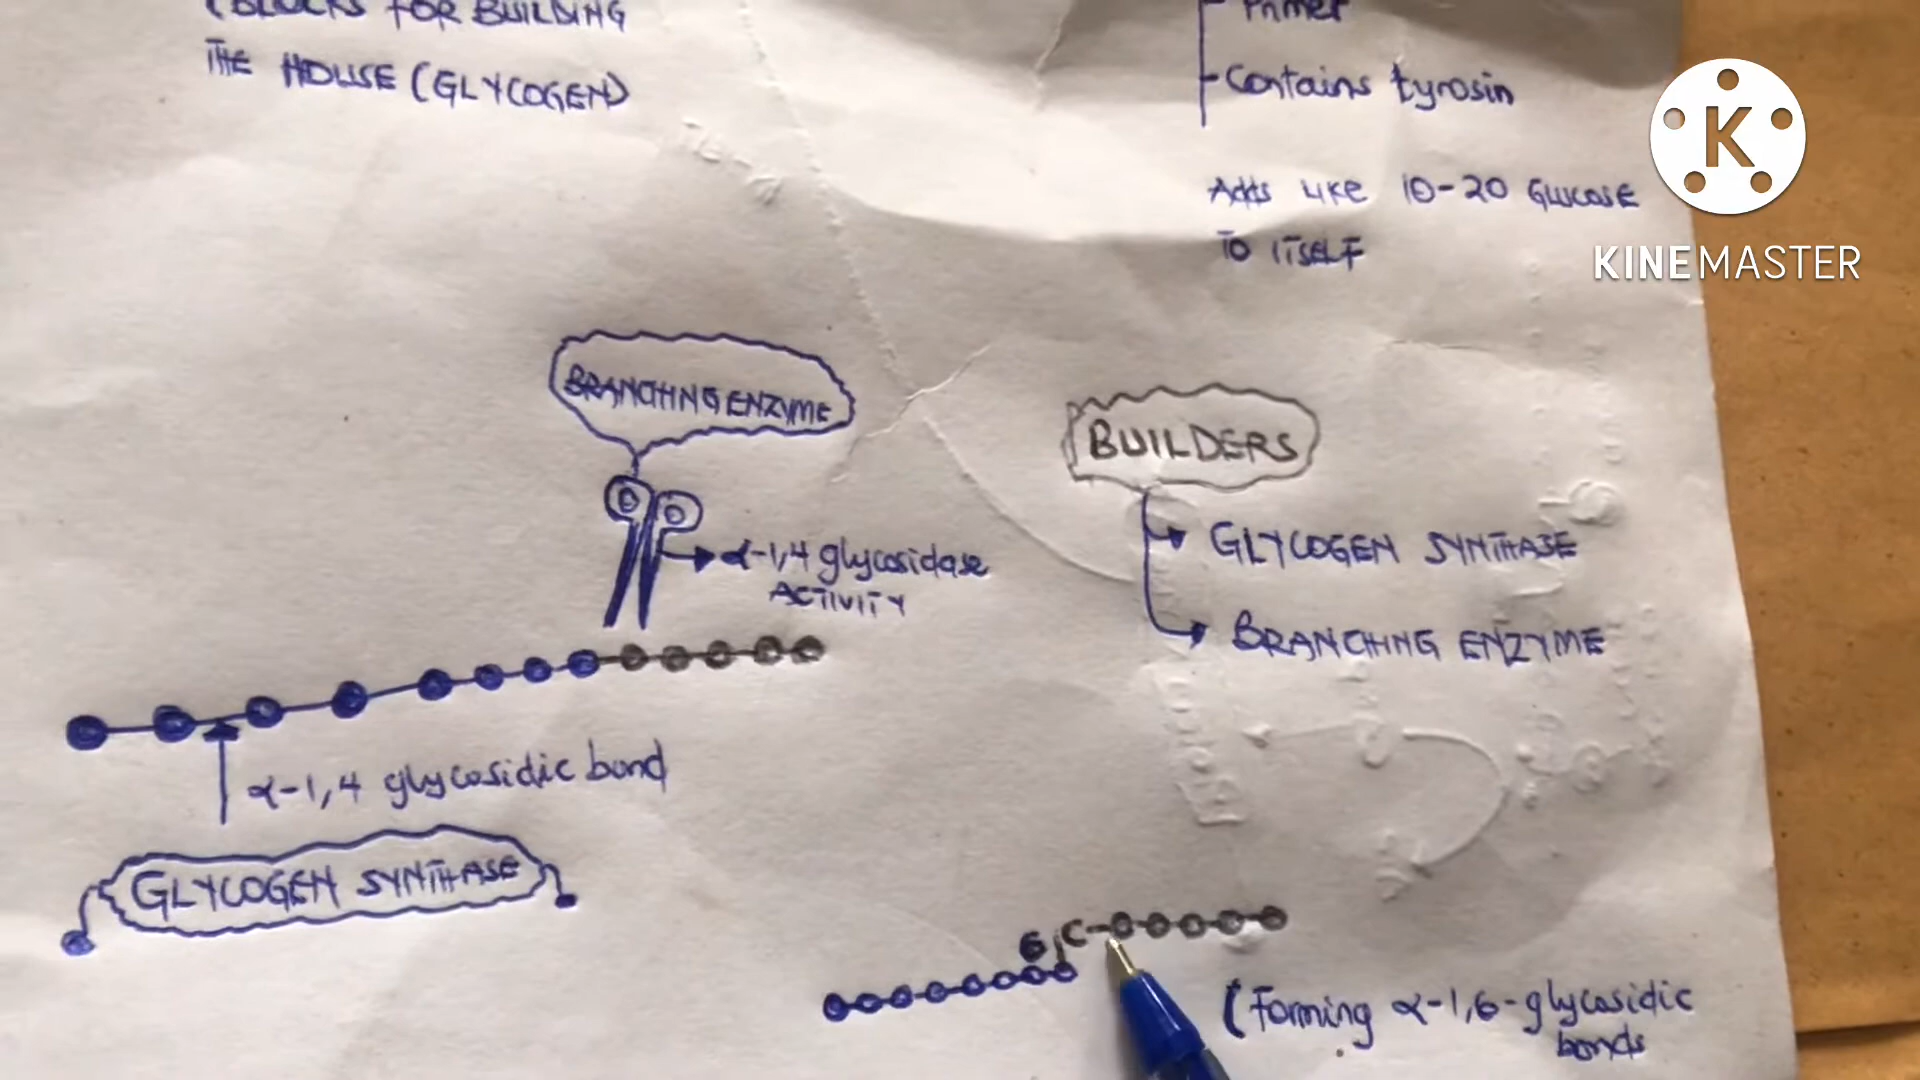 (BLOCKS FOR BUILDING
THE HOUSE (GLYCOGEN)
Primer
Contains tyrosin
Adds like 10-20 GLUCOSE
TO ITSELF
K
KINEMASTER
BRANCHING ENZYME
α-1,4 glycosidase
ACTIVITY
BUILDERS
GLYCOGEN SYNTHASE
BRANCHING ENZYME
α-1,4 glycosidic bond
GLYCOGEN SYNTHASE
6 C
(Forming α-1,6-glycosidic
bonds